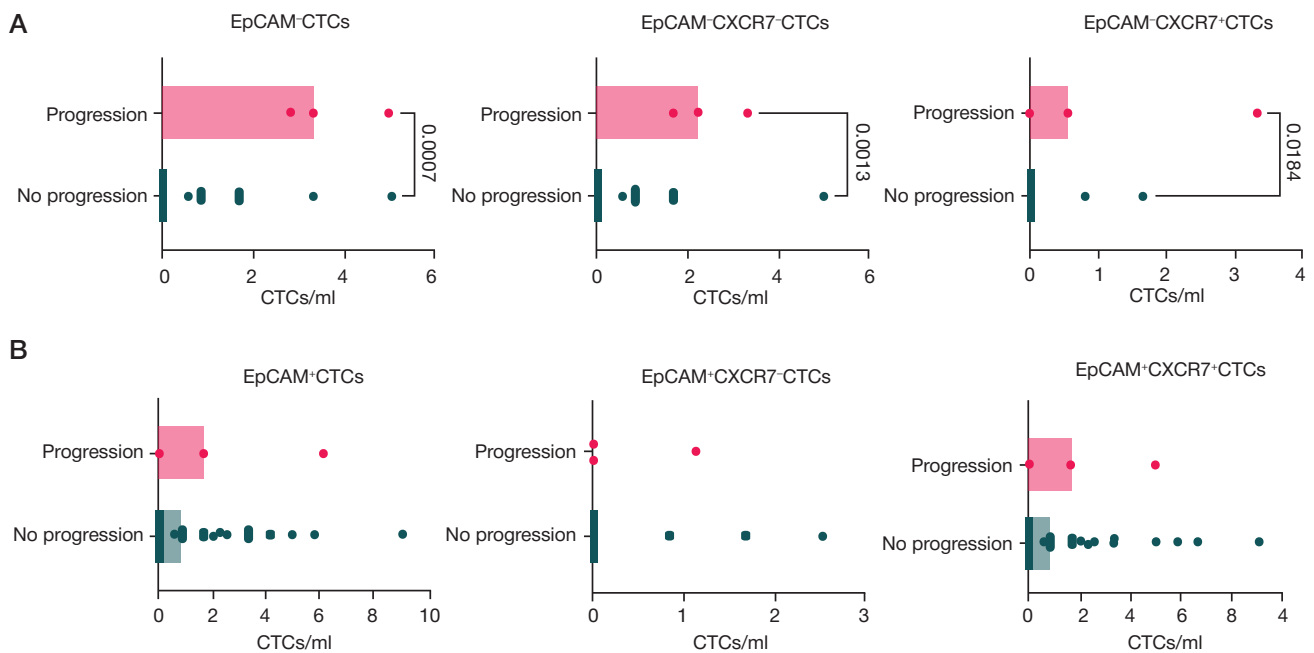 A
EpCAM⁻CTCs
Progression
No progression
0.0007
0 2 4 6
CTCs/ml
EpCAM⁻CXCR7⁻CTCs
Progression
No progression
0.0013
0 2 4 6
CTCs/ml
EpCAM⁻CXCR7⁺CTCs
Progression
No progression
0.0184
0 1 2 3 4
CTCs/ml
B
EpCAM⁺CTCs
Progression
No progression
0 2 4 6 8 10
CTCs/ml
EpCAM⁺CXCR7⁻CTCs
Progression
No progression
0 1 2 3
CTCs/ml
EpCAM⁺CXCR7⁺CTCs
Progression
No progression
0 2 4 6 8 4
CTCs/ml